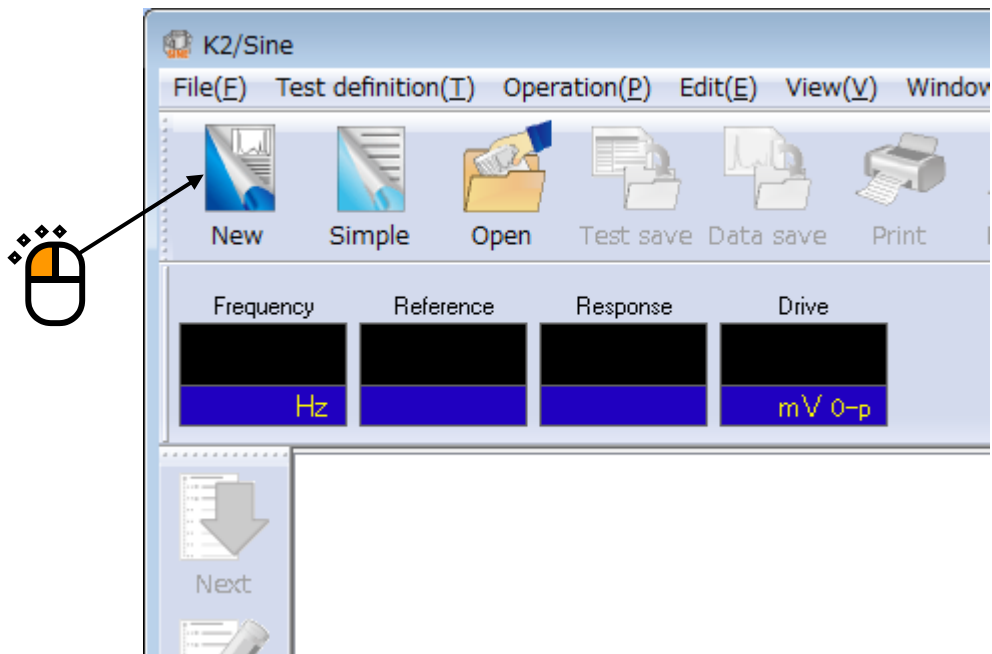 K2/Sine
File(F) Test definition(T) Operation(P) Edit(E) View(V) Window
New Simple Open Test save Data save Print
Frequency Reference Response Drive
Hz mV 0-p
Next